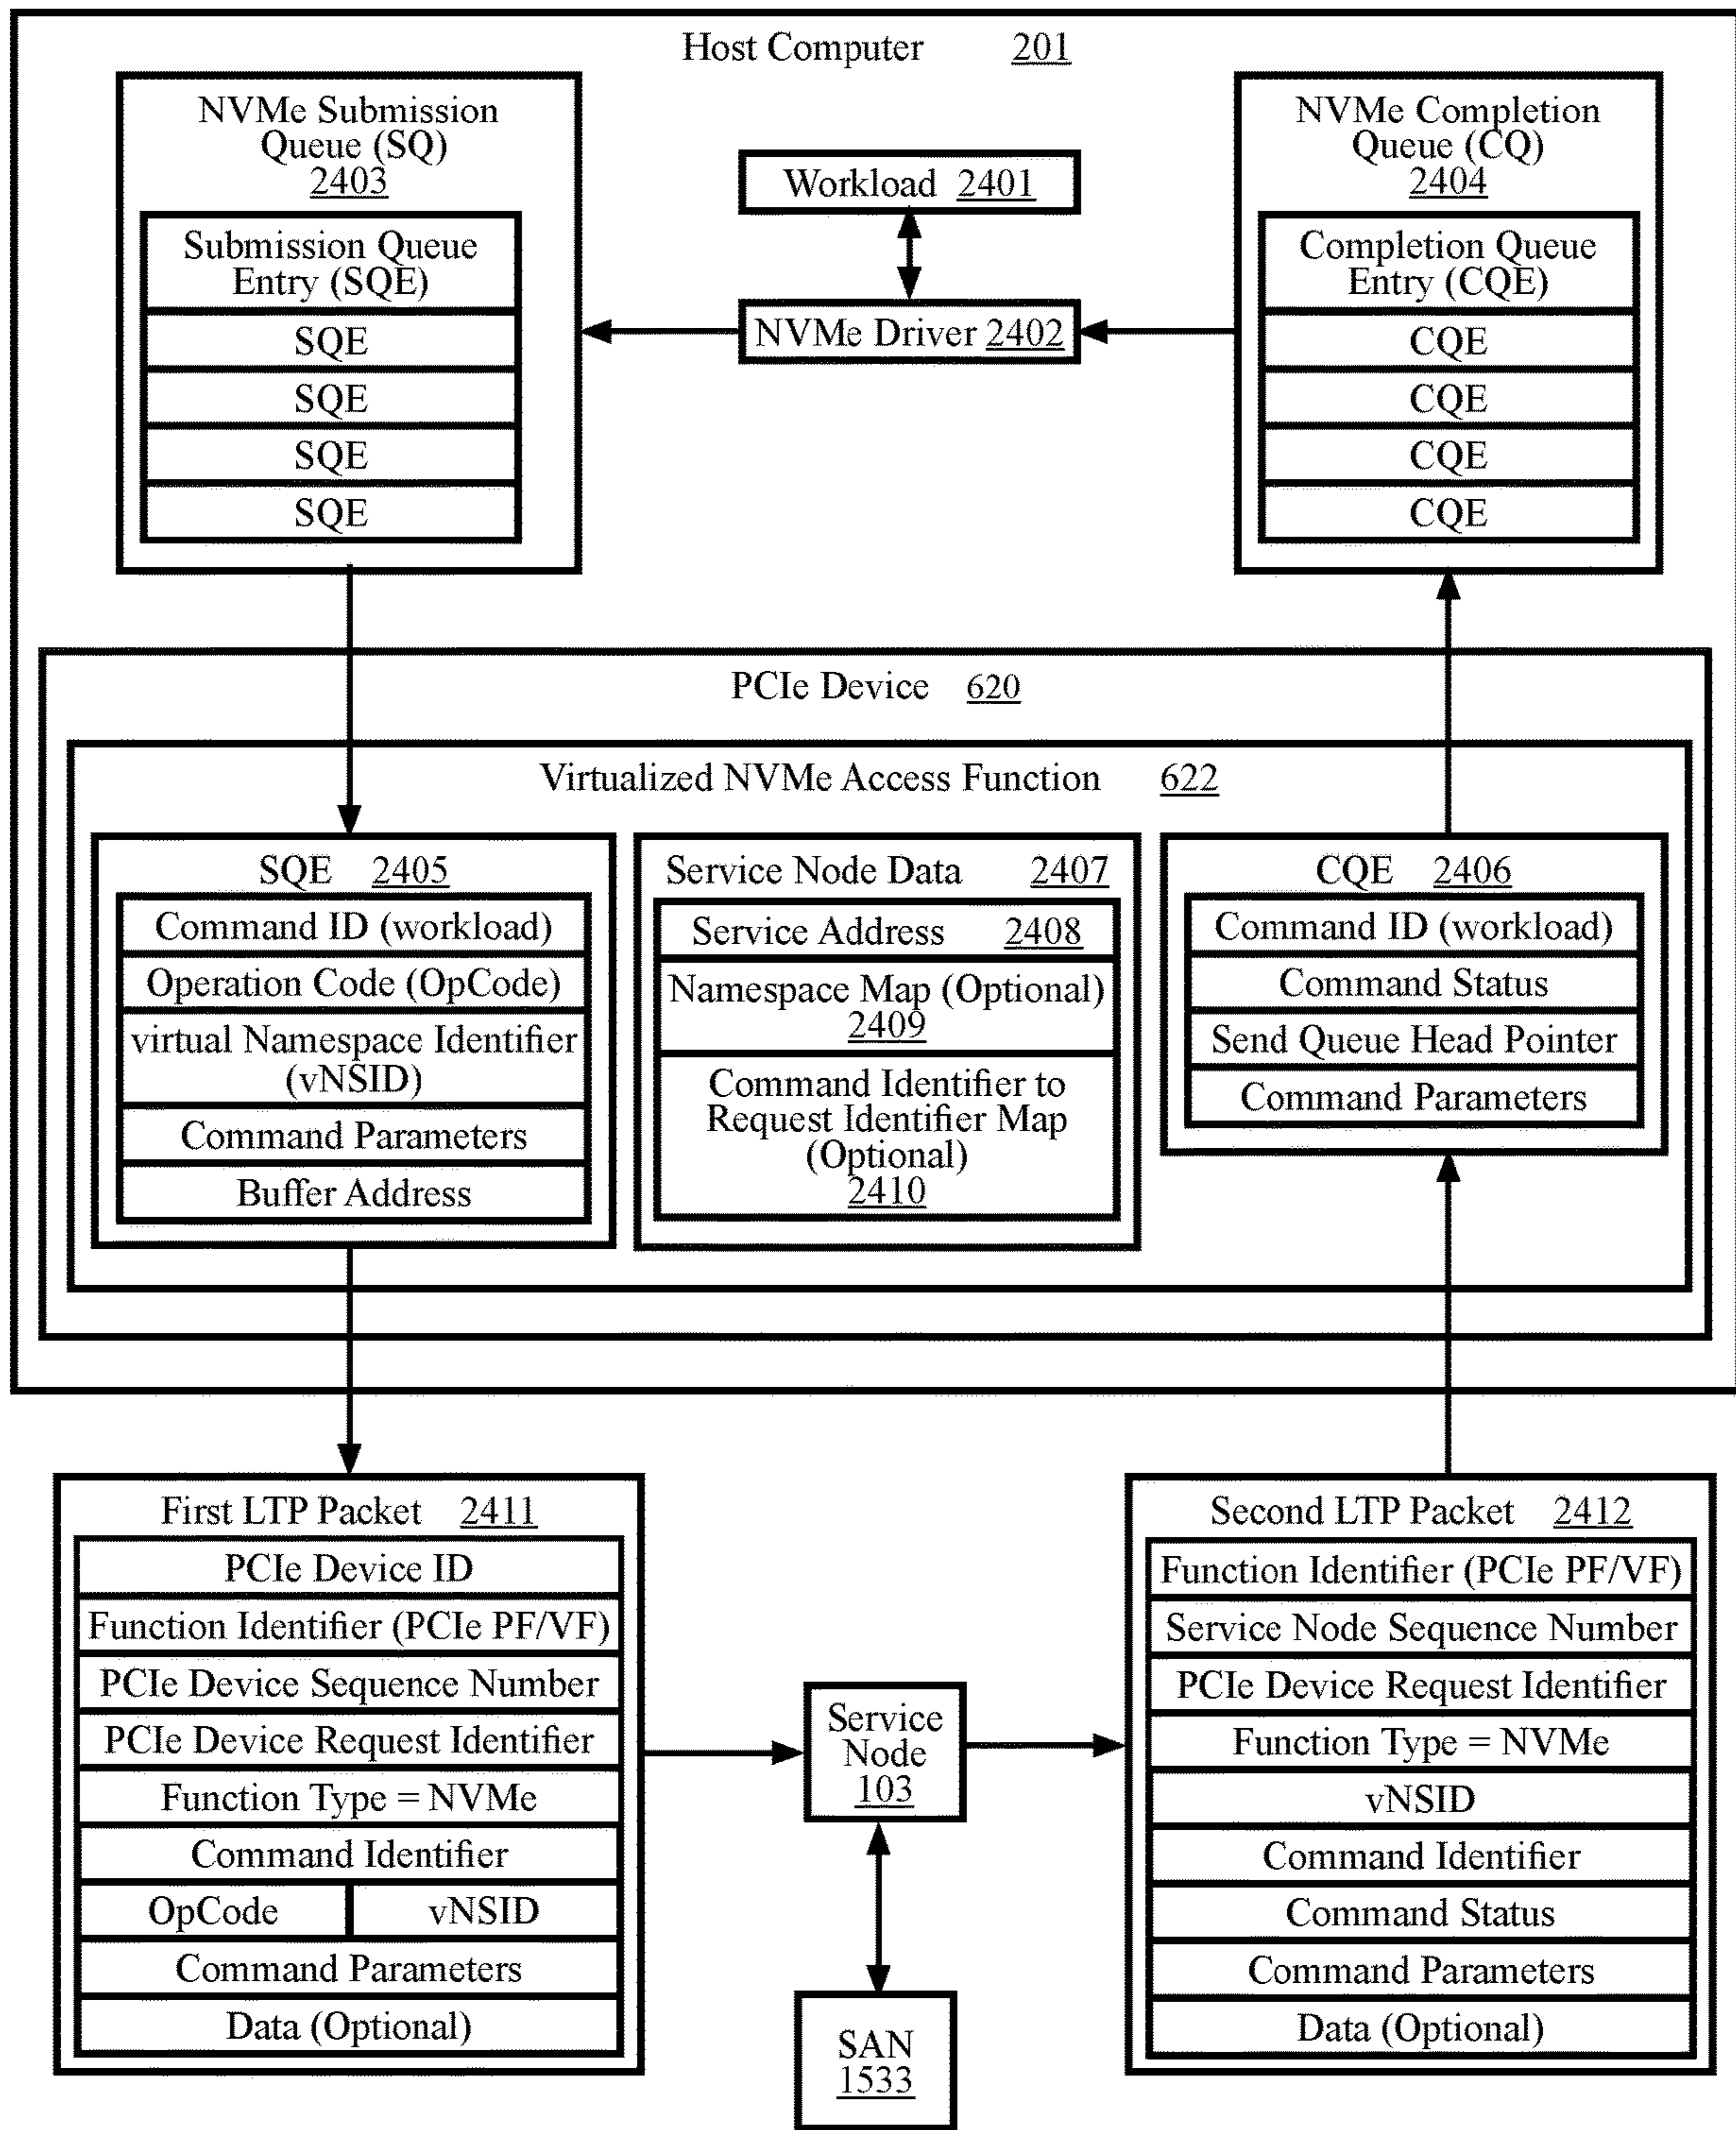 Host Computer 201
NVMe Submission
Queue (SQ)
2403
Submission Queue
Entry (SQE)
SQE
SQE
SQE
SQE
Workload 2401
NVMe Driver 2402
NVMe Completion
Queue (CQ)
2404
Completion Queue
Entry (CQE)
CQE
CQE
CQE
CQE
PCIe Device 620
Virtualized NVMe Access Function 622
SQE 2405
Command ID (workload)
Operation Code (OpCode)
virtual Namespace Identifier
(vNSID)
Command Parameters
Buffer Address
Service Node Data 2407
Service Address 2408
Namespace Map (Optional)
2409
Command Identifier to
Request Identifier Map
(Optional)
2410
CQE 2406
Command ID (workload)
Command Status
Send Queue Head Pointer
Command Parameters
First LTP Packet 2411
PCIe Device ID
Function Identifier (PCIe PF/VF)
PCIe Device Sequence Number
PCIe Device Request Identifier
Function Type = NVMe
Command Identifier
OpCode vNSID
Command Parameters
Data (Optional)
Service
Node
103
SAN
1533
Second LTP Packet 2412
Function Identifier (PCIe PF/VF)
Service Node Sequence Number
PCIe Device Request Identifier
Function Type = NVMe
vNSID
Command Identifier
Command Status
Command Parameters
Data (Optional)